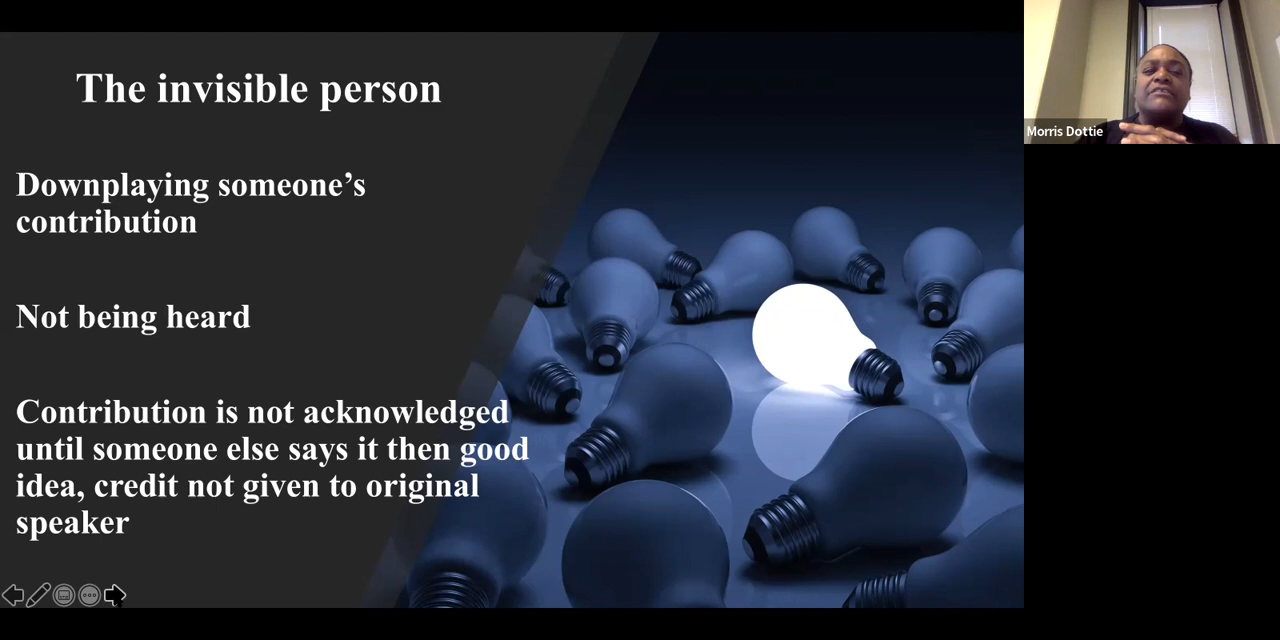 The invisible person
Downplaying someone’s
contribution
Not being heard
Contribution is not acknowledged
until someone else says it then good
idea, credit not given to original
speaker
Morris Dottie